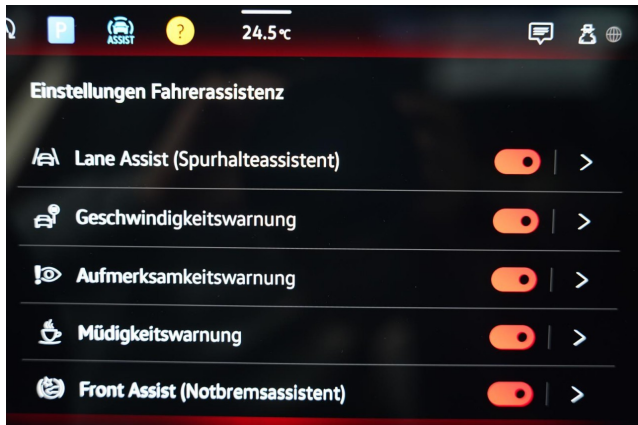 P
ASSIST
?
24.5°C
Einstellungen Fahrerassistenz
Lane Assist (Spurhalteassistent)
Geschwindigkeitswarnung
Aufmerksamkeitswarnung
Müdigkeitswarnung
Front Assist (Notbremsassistent)